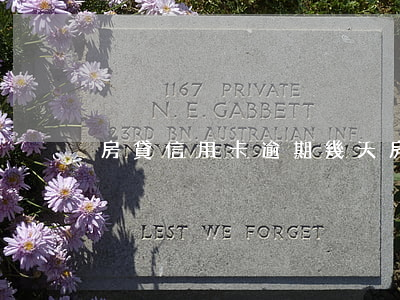 1167 PRIVATE
N. E. GABBETT
23RD BN. AUSTRALIAN INF.
房貸信用卡逾期幾天房
LEST WE FORGET